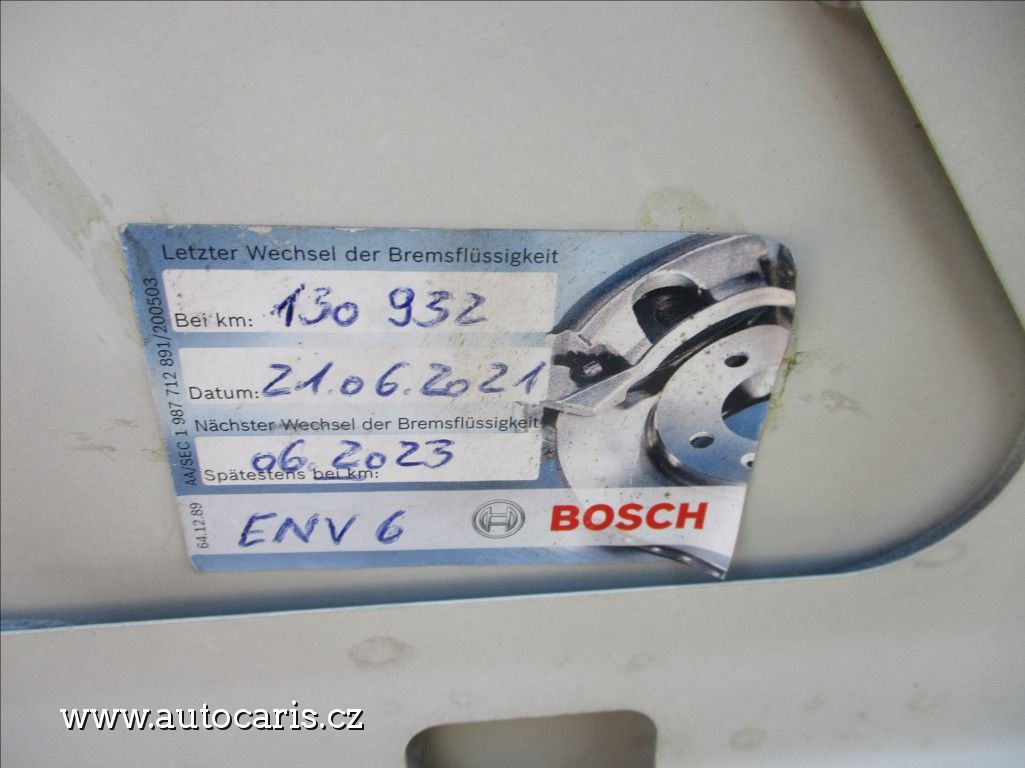 Letzter Wechsel der Bremsflüssigkeit
Bei km: 130 932
Datum: 21.06.2021
Nächster Wechsel der Bremsflüssigkeit
06.2023
Spätestens bei km:
ENV 6
BOSCH
64.12.89 AA/SEC 1 987 712 891/200503
www.autocaris.cz